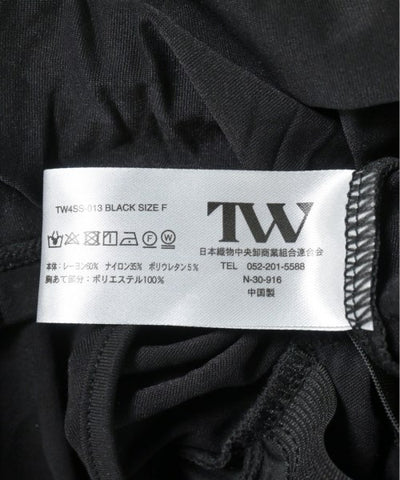 TW4SS-013 BLACK SIZE F
TW
日本織物中央卸商業組合連合会
TEL 052-201-5588
N-30-916
中国製
本体：レーヨン60% ナイロン35% ポリウレタン5%
胸あて部分：ポリエステル100%